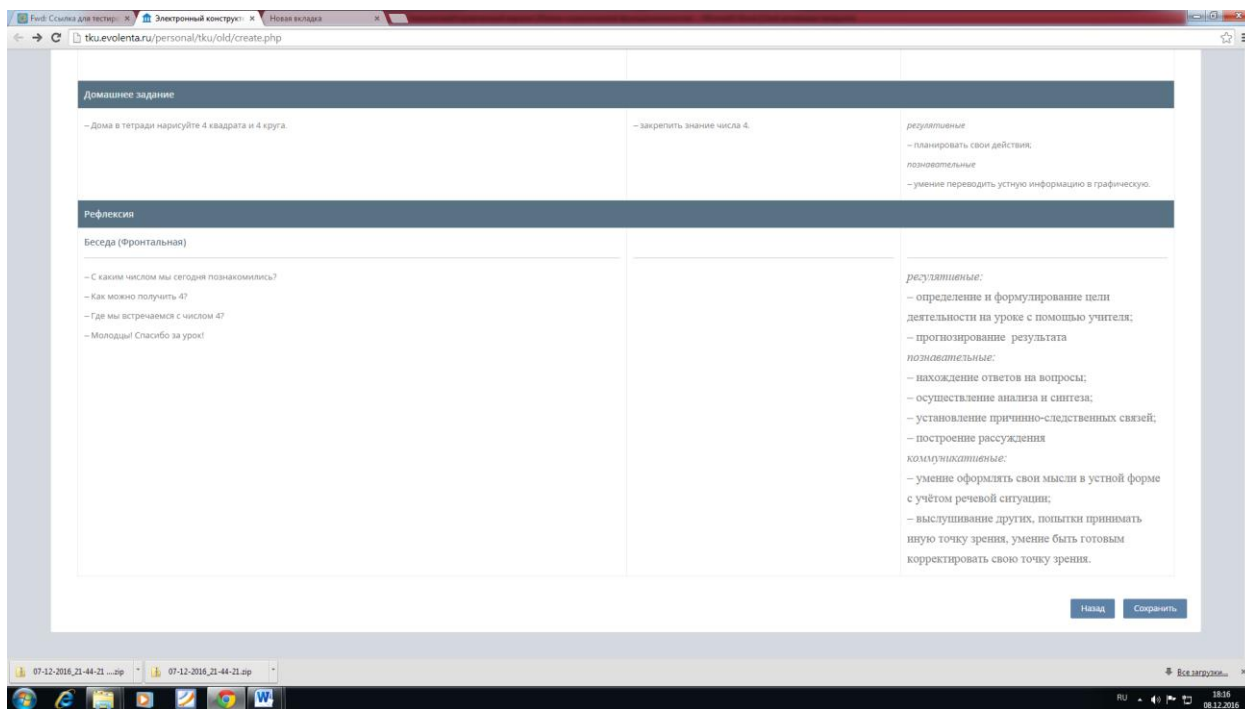 Fwd: Ссылка для тестир
Электронный конструкт
Новая вкладка
tku.evolenta.ru/personal/tku/old/create.php
Домашнее задание
– Дома в тетради нарисуйте 4 квадрата и 4 круга.
– закрепить знание числа 4.
регулятивные
– планировать свои действия;
познавательные
– умение переводить устную информацию в графическую.
Рефлексия
Беседа (Фронтальная)
– С каким числом мы сегодня познакомились?
– Как можно получить 4?
– Где мы встречаемся с числом 4?
– Молодцы! Спасибо за урок!
регулятивные:
– определение и формулирование цели
деятельности на уроке с помощью учителя;
– прогнозирование результата
познавательные:
– нахождение ответов на вопросы;
– осуществление анализа и синтеза;
– установление причинно-следственных связей;
– построение рассуждения
коммуникативные:
– умение оформлять свои мысли в устной форме
с учётом речевой ситуации;
– выслушивание других, попытки принимать
иную точку зрения, умение быть готовым
корректировать свою точку зрения.
Назад
Сохранить
07-12-2016_21-44-21 ....zip
07-12-2016_21-44-21.zip
Все загрузки...
RU
18:16
08.12.2016